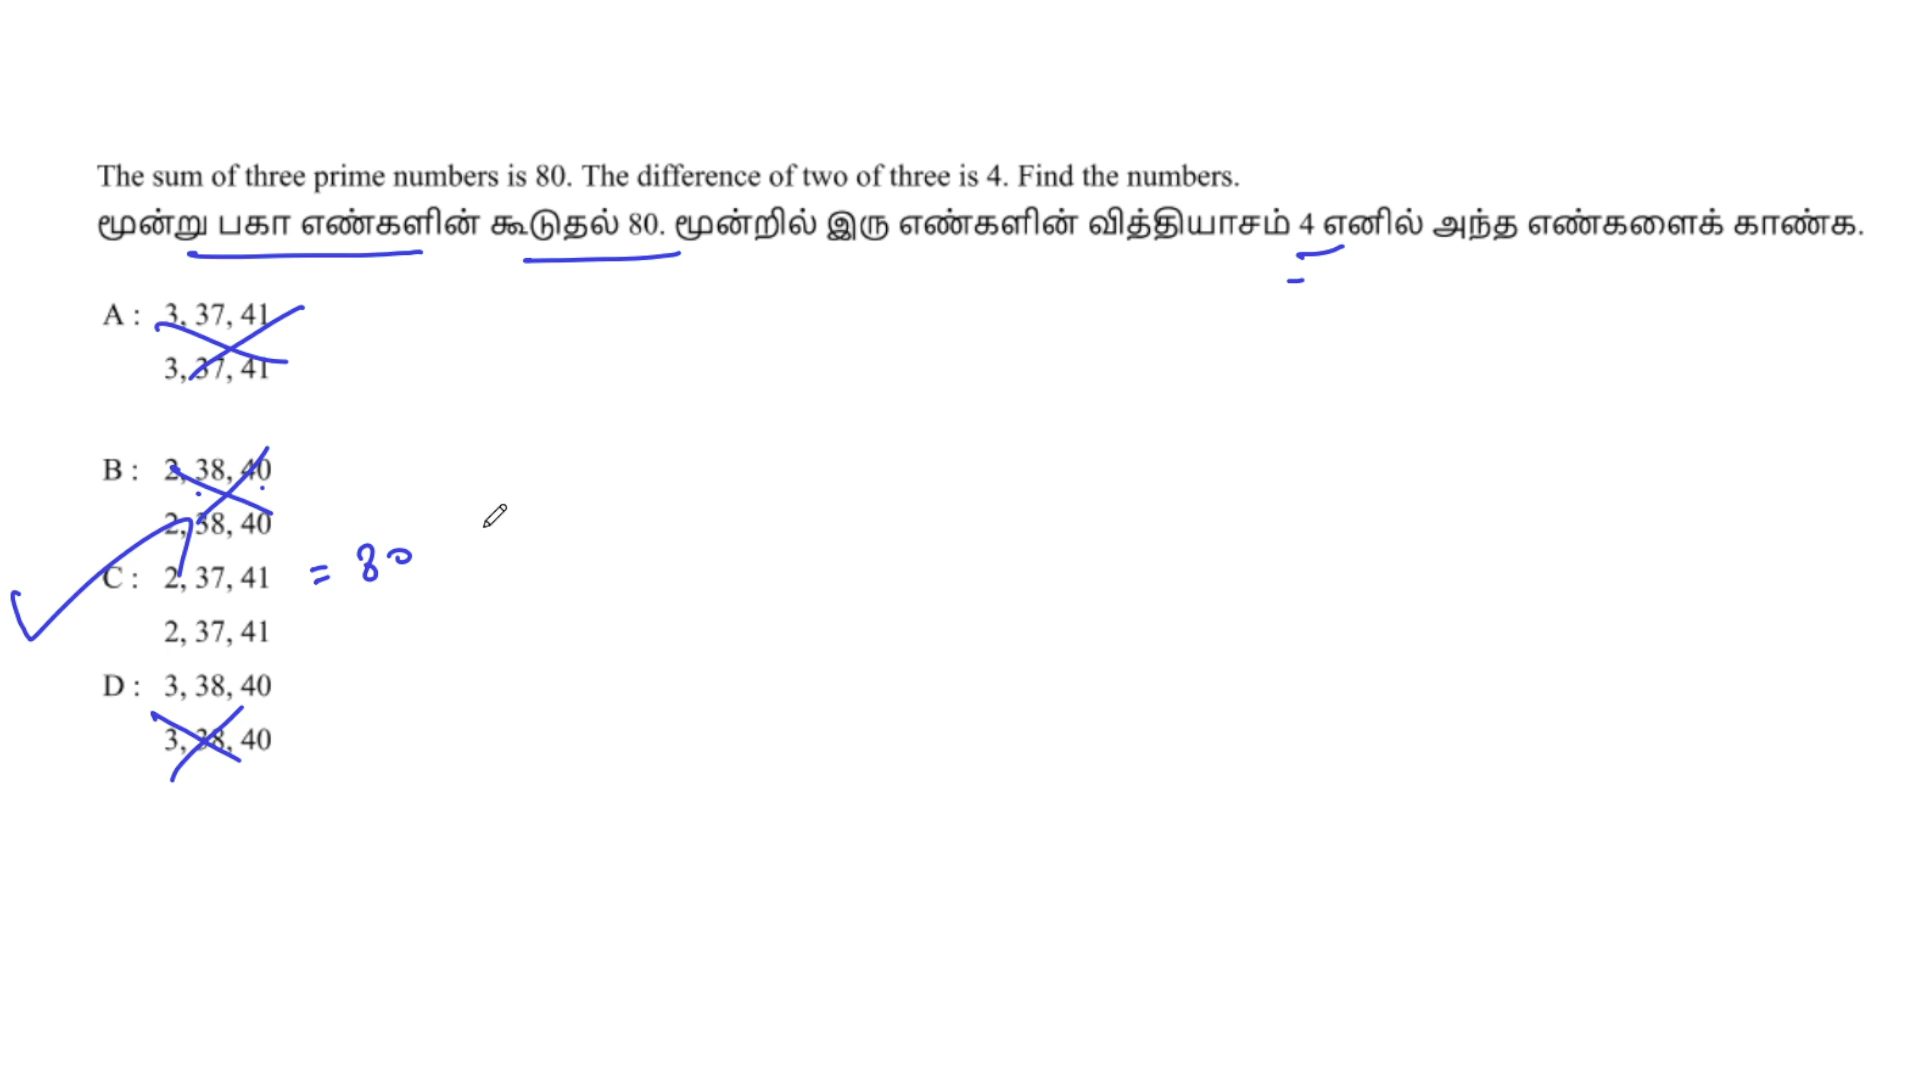 The sum of three prime numbers is 80. The difference of two of three is 4. Find the numbers.
மூன்று பகா எண்களின் கூடுதல் 80. மூன்றில் இரு எண்களின் வித்தியாசம் 4 எனில் அந்த எண்களைக் காண்க.
A : 3, 37, 41
3, 37, 41
B : 2, 38, 40
2, 38, 40
C : 2, 37, 41 = 80
2, 37, 41
D : 3, 38, 40
3, 38, 40